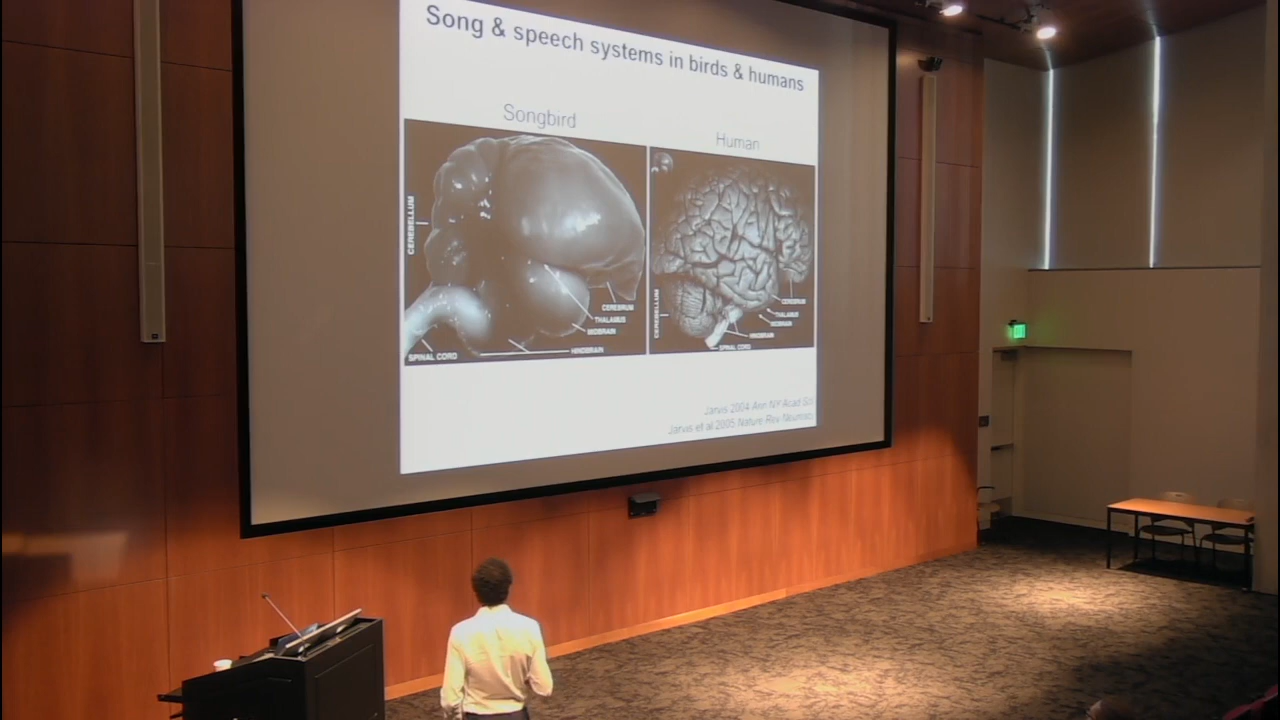 Song & speech systems in birds & humans
Songbird
Human
CEREBELLUM
CEREBRUM
THALAMUS
MIDBRAIN
HINDBRAIN
SPINAL CORD
CEREBELLUM
CEREBRUM
THALAMUS
MIDBRAIN
HINDBRAIN
SPINAL CORD
Jarvis 2004 Ann NY Acad Sci
Jarvis et al 2005 Nature Rev Neurosci